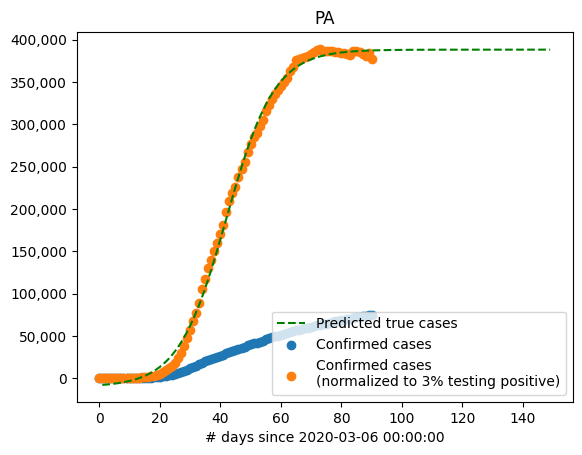 PA
400,000
350,000
300,000
250,000
200,000
150,000
100,000
50,000
0
Predicted true cases
Confirmed cases
Confirmed cases
(normalized to 3% testing positive)
0 20 40 60 80 100 120 140
# days since 2020-03-06 00:00:00